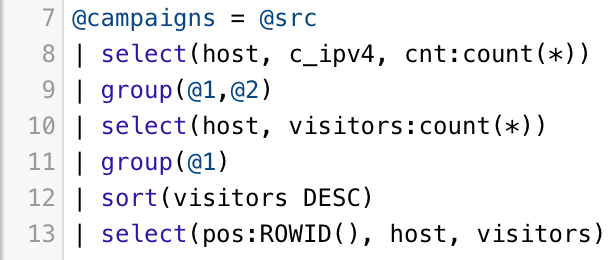 7 @campaigns = @src
8 | select(host, c_ipv4, cnt:count(*))
9 | group(@1,@2)
10 | select(host, visitors:count(*))
11 | group(@1)
12 | sort(visitors DESC)
13 | select(pos:ROWID(), host, visitors)